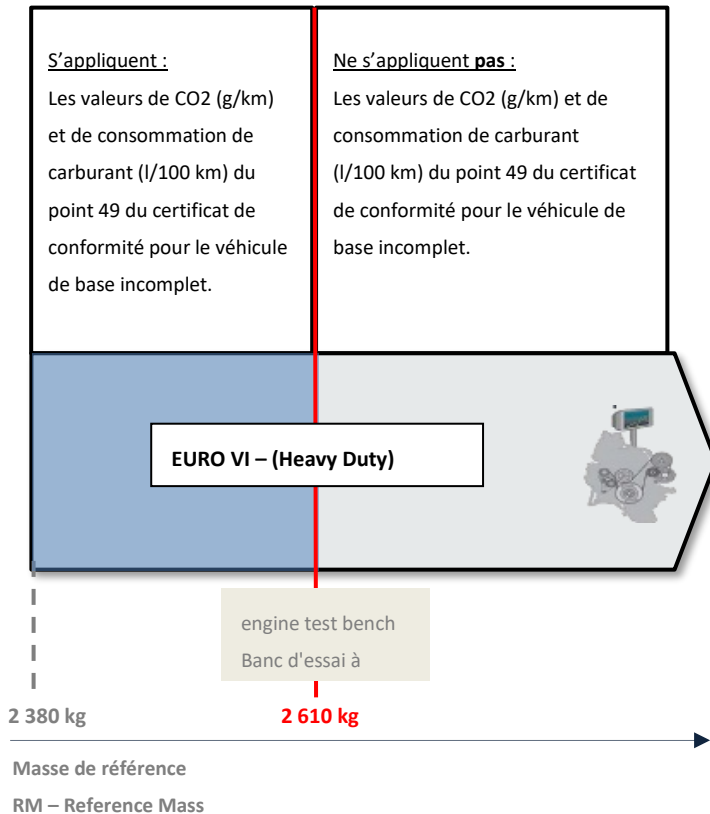 S'appliquent :
Les valeurs de CO2 (g/km)
et de consommation de
carburant (l/100 km) du
point 49 du certificat de
conformité pour le véhicule
de base incomplet.
Ne s'appliquent pas :
Les valeurs de CO2 (g/km) et de
consommation de carburant
(l/100 km) du point 49 du certificat
de conformité pour le véhicule de
base incomplet.
EURO VI – (Heavy Duty)
engine test bench
Banc d'essai à
2 380 kg
2 610 kg
Masse de référence
RM – Reference Mass